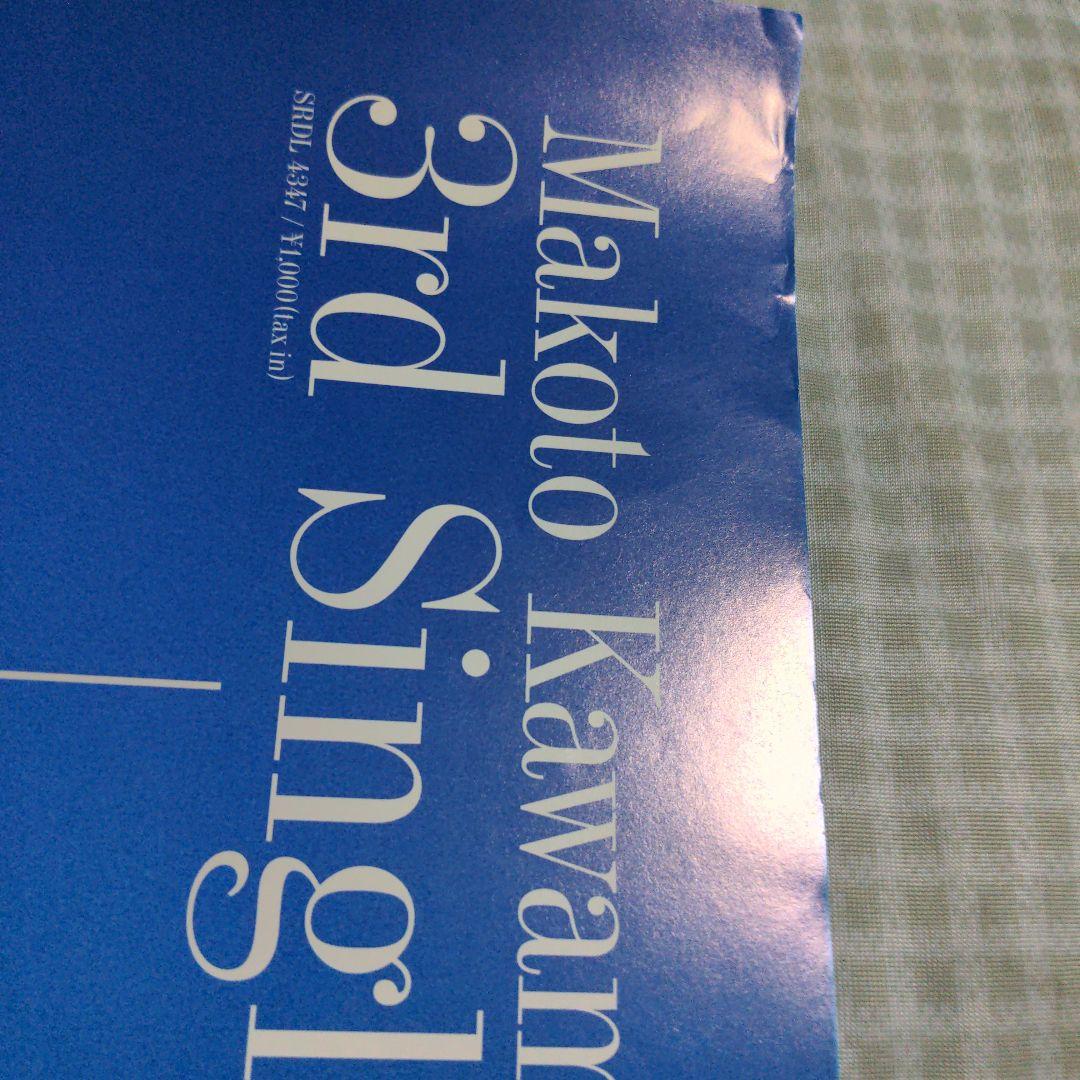 Makoto Kawam
3rd Singl
SRDL 4347 / ¥1,000(tax in)